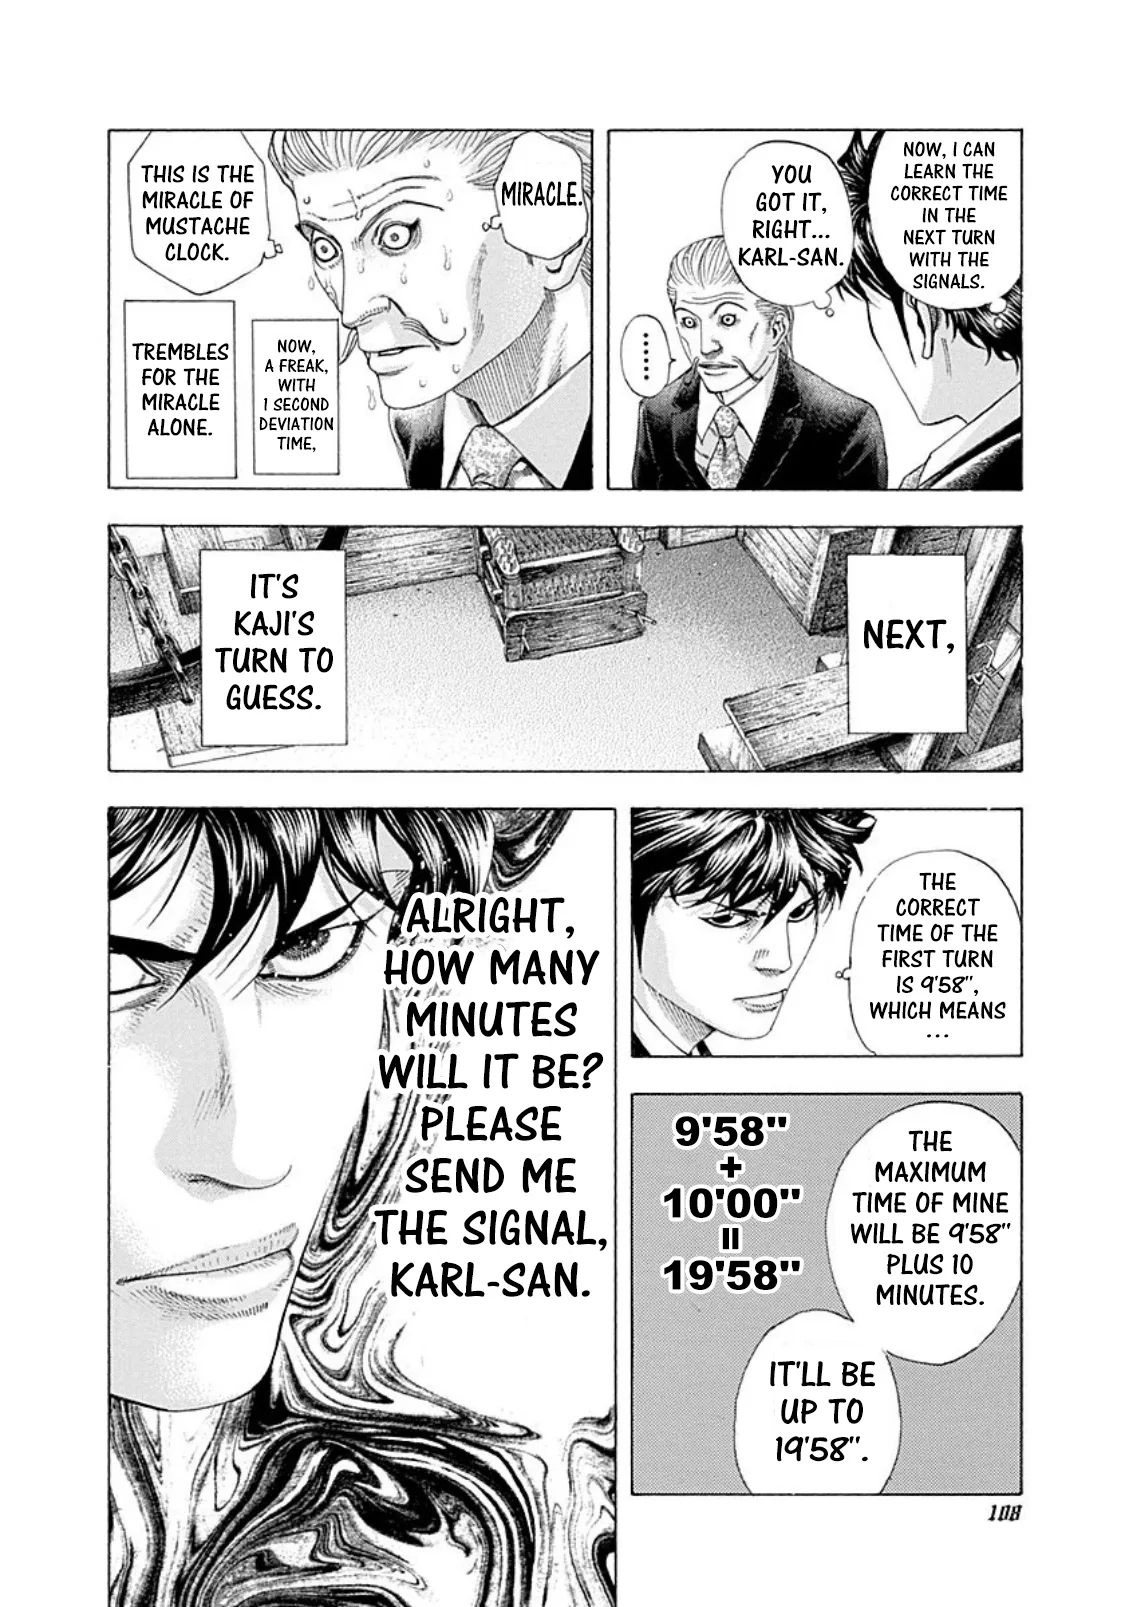 NOW, I CAN
LEARN THE
CORRECT TIME
IN THE
NEXT TURN
WITH THE
SIGNALS.
YOU
GOT IT,
RIGHT...
KARL-SAN.
......
MIRACLE.
THIS IS THE
MIRACLE OF
MUSTACHE
CLOCK.
NOW,
A FREAK,
WITH
1 SECOND
DEVIATION
TIME,
TREMBLES
FOR THE
MIRACLE
ALONE.
NEXT,
IT'S
KAJI'S
TURN TO
GUESS.
THE
CORRECT
TIME OF THE
FIRST TURN
IS 9'58",
WHICH MEANS
...
THE
MAXIMUM
TIME OF MINE
WILL BE 9'58"
PLUS 10
MINUTES.
9'58"
+
10'00"
=
19'58"
IT'LL BE
UP TO
19'58".
ALRIGHT,
HOW MANY
MINUTES
WILL IT BE?
PLEASE
SEND ME
THE SIGNAL,
KARL-SAN.
108